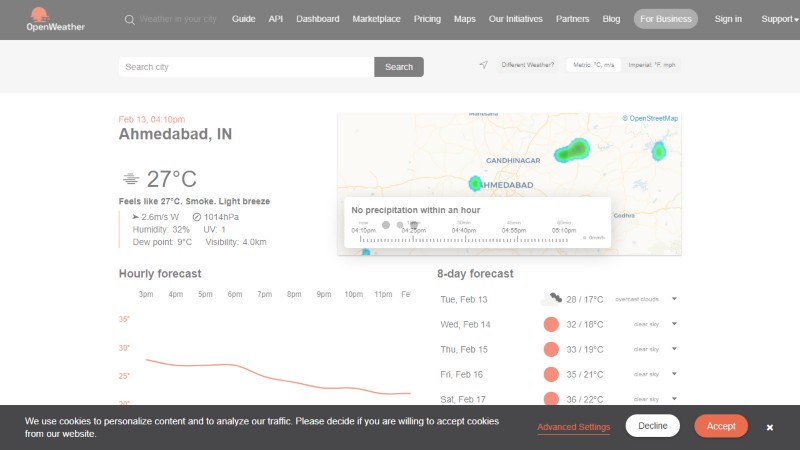 OpenWeather
Weather in your city
Guide
API
Dashboard
Marketplace
Pricing
Maps
Our Initiatives
Partners
Blog
For Business
Sign in
Support
Search city
Search
Different Weather?
Metric: °C, m/s
Imperial: °F, mph
Feb 13, 04:10pm
Ahmedabad, IN
27°C
Feels like 27°C. Smoke. Light breeze
2.6m/s W
1014hPa
Humidity: 32%
UV: 1
Dew point: 9°C
Visibility: 4.0km
© OpenStreetMap
GANDHINAGAR
AHMEDABAD
Godhra
No precipitation within an hour
now
30min
45min
60min
04:10pm
04:25pm
04:40pm
04:55pm
05:10pm
Hourly forecast
3pm
4pm
5pm
6pm
7pm
8pm
9pm
10pm
11pm
Fe
35°
30°
25°
20°
8-day forecast
Tue, Feb 13
28 / 17°C
overcast clouds
Wed, Feb 14
32 / 18°C
clear sky
Thu, Feb 15
33 / 19°C
clear sky
Fri, Feb 16
35 / 21°C
clear sky
Sat, Feb 17
36 / 22°C
clear sky
We use cookies to personalize content and to analyze our traffic. Please decide if you are willing to accept cookies
from our website.
Advanced Settings
Decline
Accept